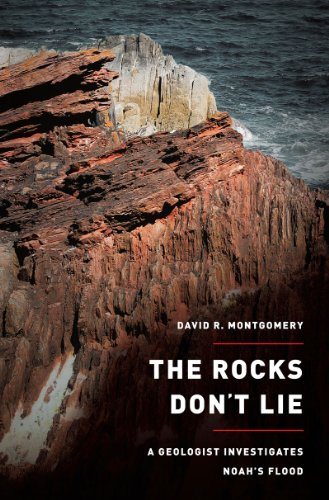 DAVID R. MONTGOMERY
THE ROCKS
DON'T LIE
A GEOLOGIST INVESTIGATES
NOAH'S FLOOD